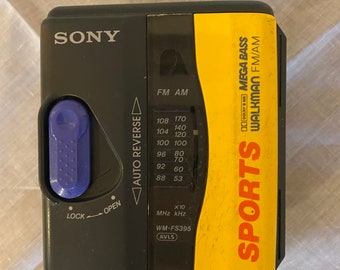 SONY
FM AM
108 170
104 140
120
100 100
96 80
70
92 60
88 53
x10
MHz kHz
WM-FS395
AVLS
AUTO REVERSE
LOCK OPEN
SPORTS
MEGA BASS
WALKMAN FM/AM